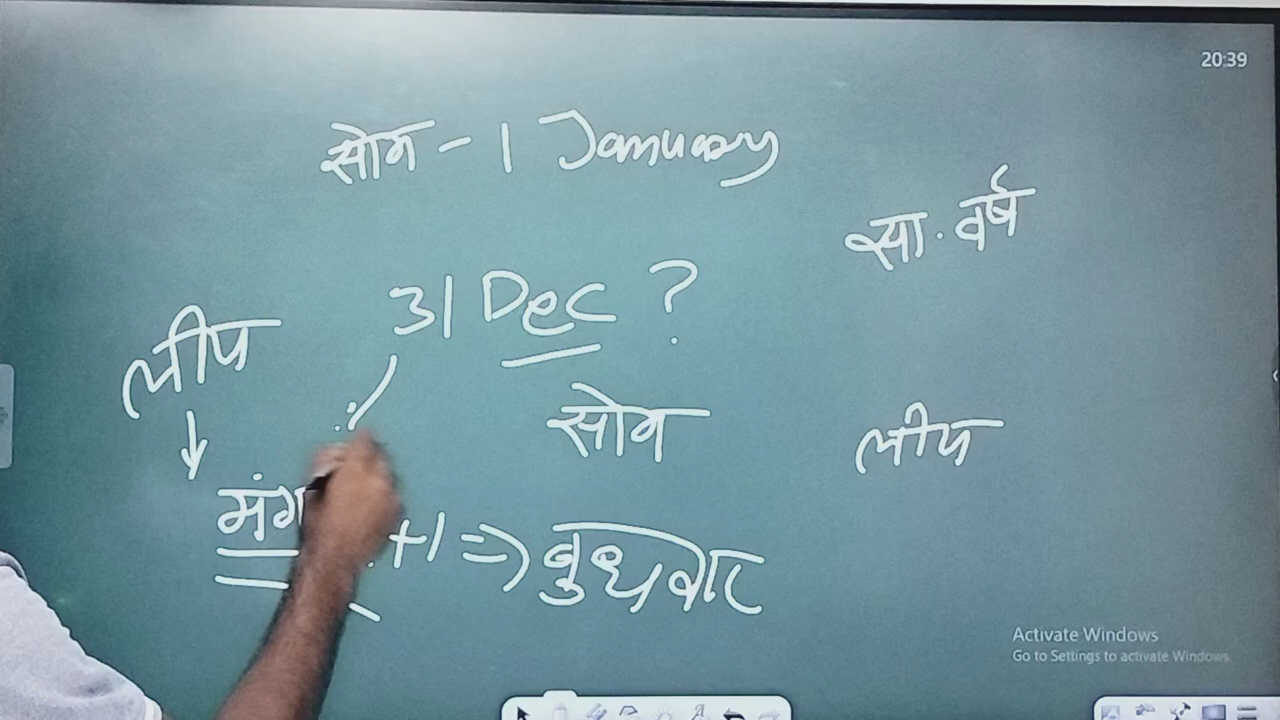 20:39
सोम - 1 January
सा. वर्ष
31 Dec ?
लीप
सोम
लीप
मंग
+1 => बुधवार
Activate Windows
Go to Settings to activate Windows.